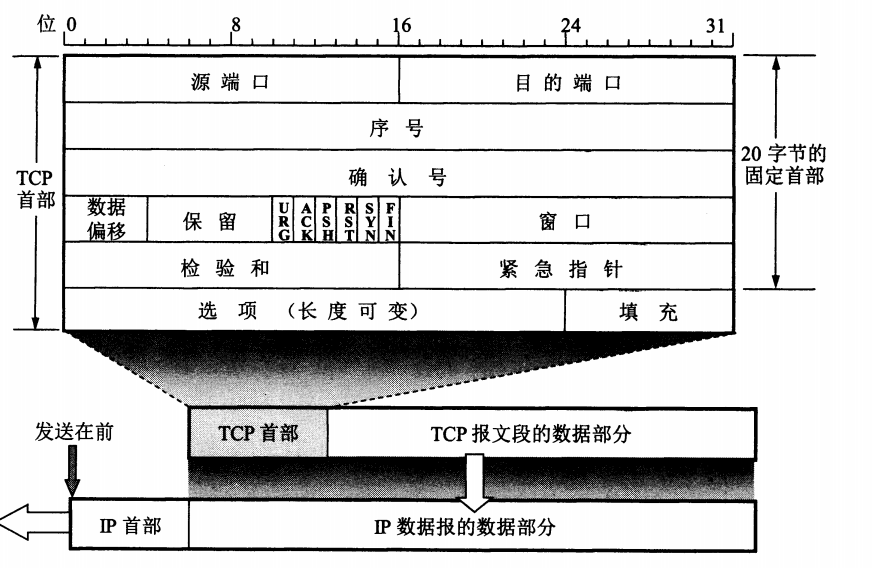 位 0 8 16 24 31
源 端 口 目 的 端 口
序 号
TCP
首部
20 字节的
固定首部
确 认 号
数据
偏移
保 留
URG
ACK
PSH
RST
SYN
FIN
窗 口
检 验 和 紧 急 指 针
选 项 （长 度 可 变） 填 充
发送在前
TCP 首部 TCP 报文段的数据部分
IP 首部 IP 数据报的数据部分